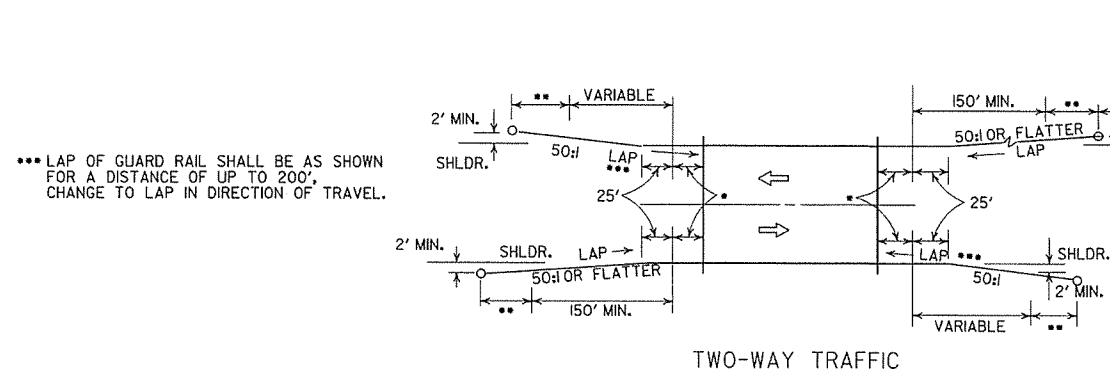 ** VARIABLE
150' MIN. **
2' MIN.
50:1 OR FLATTER
50:1 LAP
LAP
SHLDR.
***
*** LAP OF GUARD RAIL SHALL BE AS SHOWN
FOR A DISTANCE OF UP TO 200',
CHANGE TO LAP IN DIRECTION OF TRAVEL.
25' * * 25'
2' MIN.
SHLDR. LAP
LAP *** SHLDR.
50:1 OR FLATTER
50:1
2' MIN.
** 150' MIN.
VARIABLE **
TWO-WAY TRAFFIC